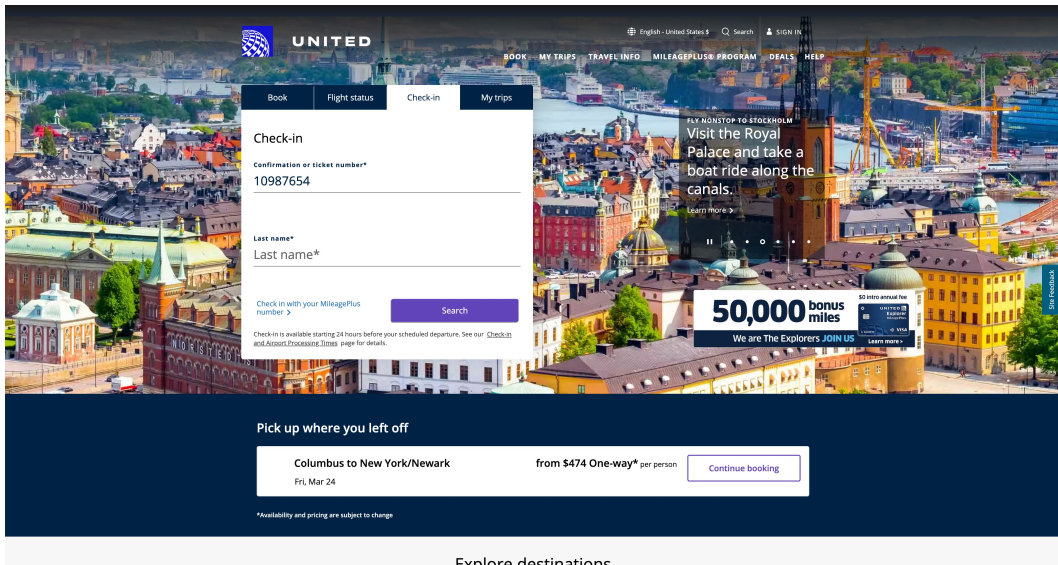 UNITED
English - United States $ Search SIGN IN
BOOK MY TRIPS TRAVEL INFO MILEAGEPLUS® PROGRAM DEALS HELP
Book Flight status Check-in My trips
Check-in
Confirmation or ticket number*
10987654
Last name*
Last name*
Check in with your MileagePlus
number >
Search
Check-in is available starting 24 hours before your scheduled departure. See our Check-in
and Airport Processing Times page for details.
FLY NONSTOP TO STOCKHOLM
Visit the Royal
Palace and take a
boat ride along the
canals.
Learn more >
Site Feedback
50,000 bonus
miles
We are The Explorers JOIN US
$0 intro annual fee
UNITED
Explorer
VISA
Learn more >
Pick up where you left off
Columbus to New York/Newark
Fri, Mar 24
from $474 One-way* per person
Continue booking
*Availability and pricing are subject to change
Explore destinations